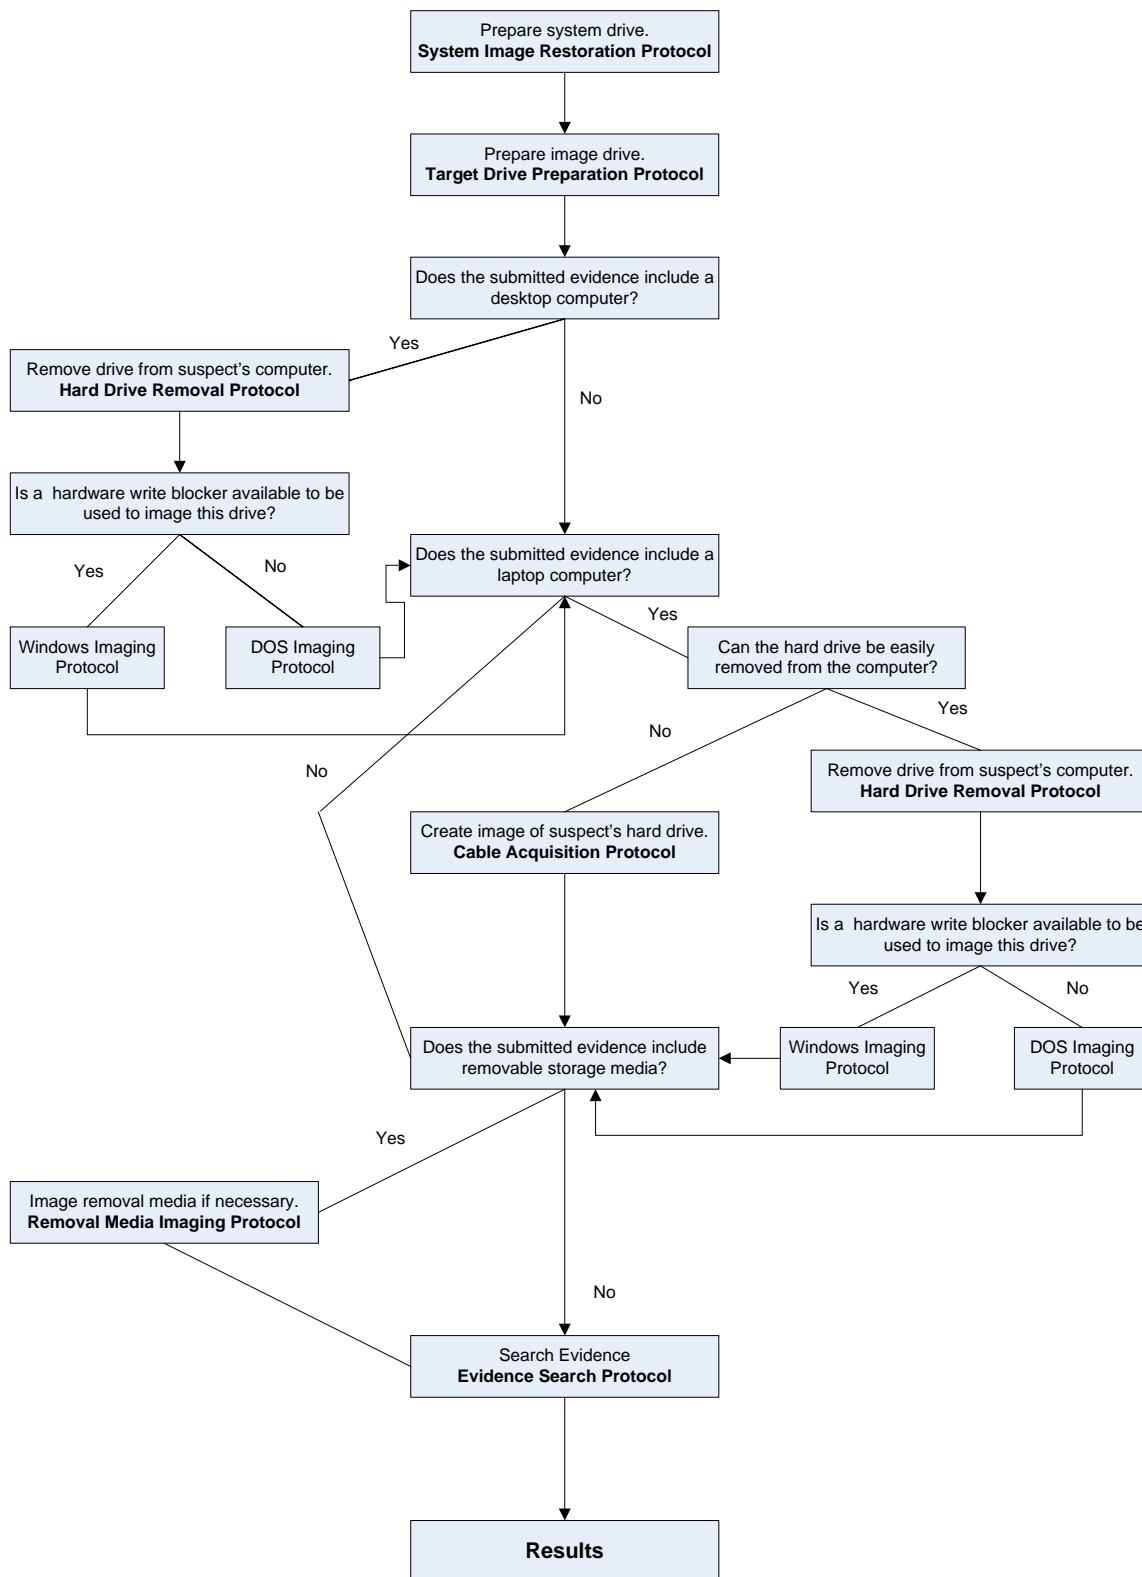 Prepare system drive.
System Image Restoration Protocol
Prepare image drive.
Target Drive Preparation Protocol
Does the submitted evidence include a
desktop computer?
Yes
Remove drive from suspect's computer.
Hard Drive Removal Protocol
No
Is a  hardware write blocker available to be
used to image this drive?
Yes
No
Does the submitted evidence include a
laptop computer?
Windows Imaging
Protocol
DOS Imaging
Protocol
Yes
Can the hard drive be easily
removed from the computer?
No
No
Yes
Remove drive from suspect's computer.
Hard Drive Removal Protocol
Create image of suspect's hard drive.
Cable Acquisition Protocol
Is a  hardware write blocker available to be
used to image this drive?
Yes
No
Does the submitted evidence include
removable storage media?
Windows Imaging
Protocol
DOS Imaging
Protocol
Yes
Image removal media if necessary.
Removal Media Imaging Protocol
No
Search Evidence
Evidence Search Protocol
Results